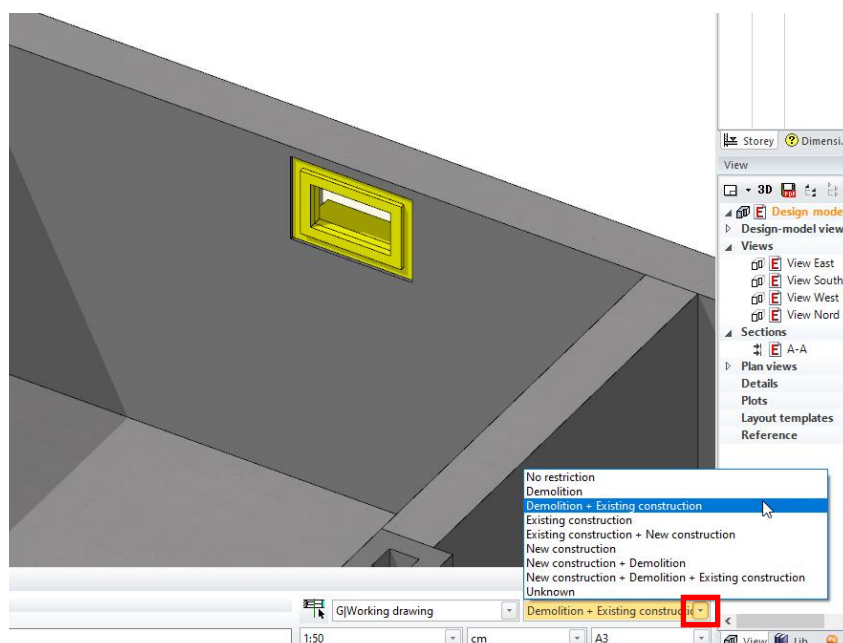 Storey
Dimensi.
View
3D
PDF
E Design mode
Design-model view
Views
E View East
E View South
E View West
E View Nord
Sections
E A-A
Plan views
Details
Plots
Layout templates
Reference
No restriction
Demolition
Demolition + Existing construction
Existing construction
Existing construction + New construction
New construction
New construction + Demolition
New construction + Demolition + Existing construction
Unknown
G|Working drawing
Demolition + Existing constructi
1:50
cm
A3
View
Lib